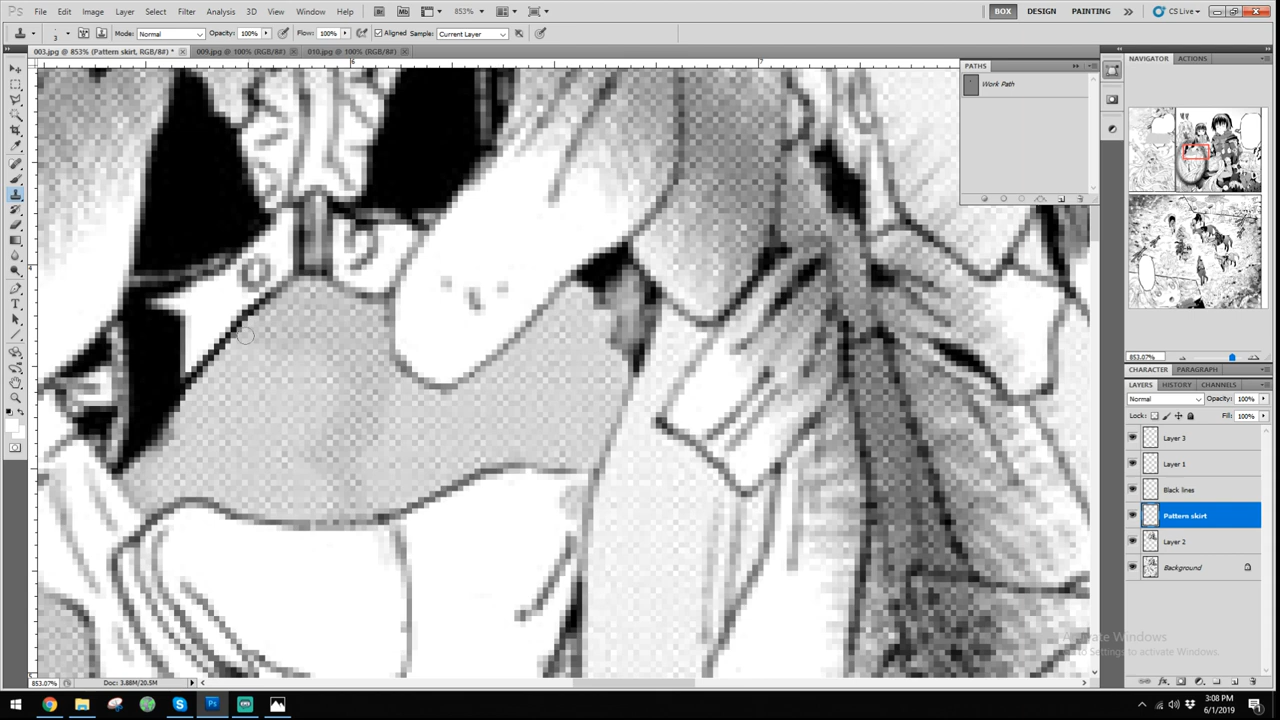 File Edit Image Layer Select Filter Analysis 3D View Window Help 853% BOX DESIGN PAINTING CS Live
3 Mode: Normal Opacity: 100% Flow: 100% Aligned Sample: Current Layer
003.jpg @ 853% (Pattern skirt, RGB/8#) * 009.jpg @ 100% (RGB/8#) 010.jpg @ 100% (RGB/8#)
6 7
4
PATHS
Work Path
NAVIGATOR ACTIONS
853.07%
CHARACTER PARAGRAPH
LAYERS HISTORY CHANNELS
Normal Opacity: 100%
Lock: Fill: 100%
Layer 3
Layer 1
Black lines
Pattern skirt
Layer 2
Background
Activate Windows
Go to Settings to activate Windows.
853.07% Doc: 3.88M/20.5M
3:08 PM
6/1/2019